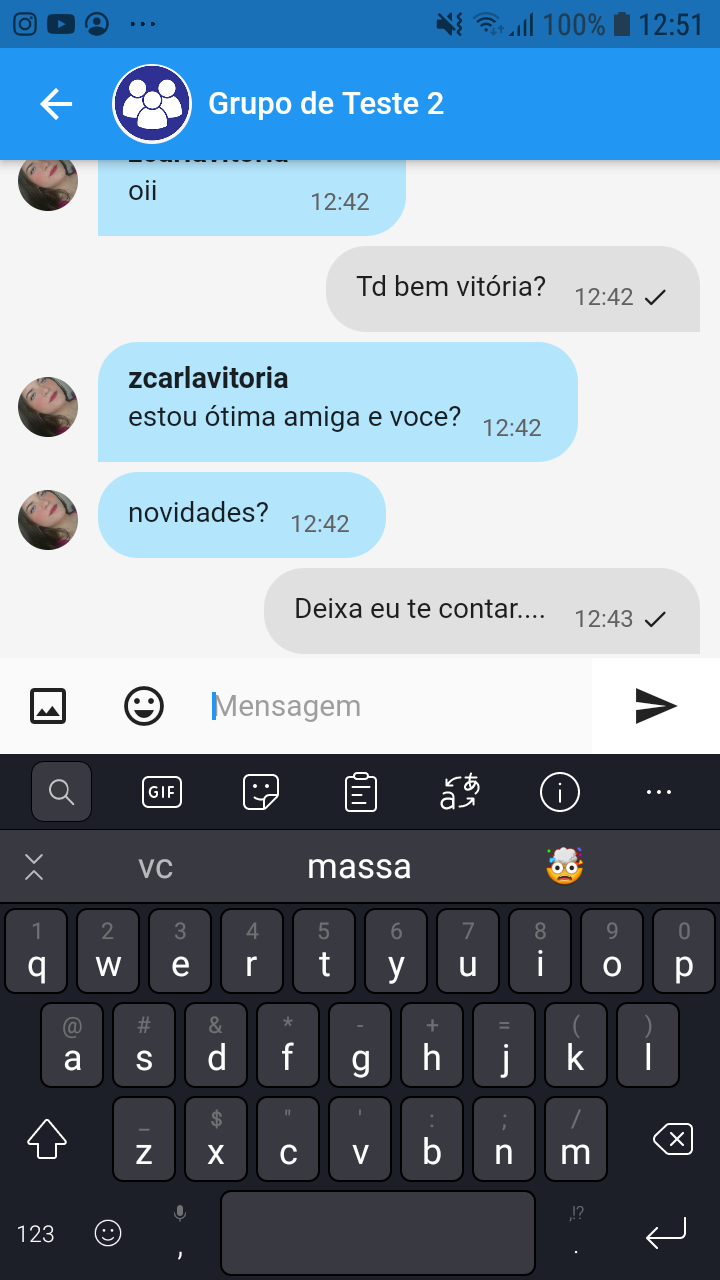 100% 12:51
Grupo de Teste 2
zcarlavitoria
oii 12:42
Td bem vitória? 12:42
zcarlavitoria
estou ótima amiga e voce? 12:42
novidades? 12:42
Deixa eu te contar.... 12:43
Mensagem
GIF
vc massa
1 2 3 4 5 6 7 8 9 0
q w e r t y u i o p
@ # & * - + = ( )
a s d f g h j k l
_ $ " ' : ; /
z x c v b n m
,!?
123 , .